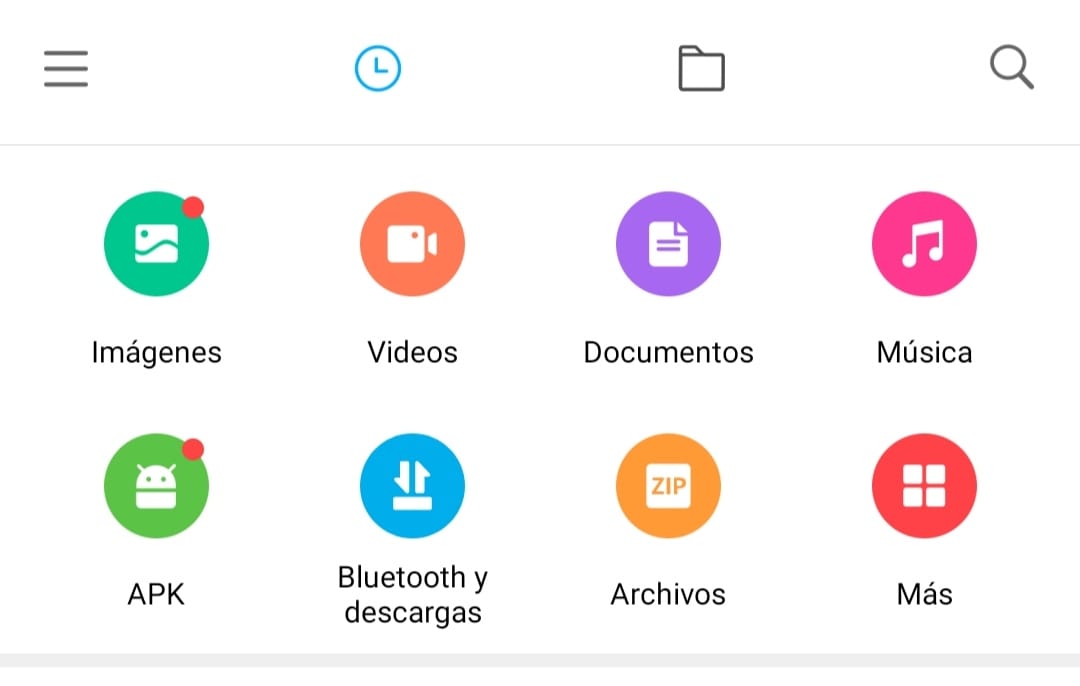 Imágenes
Videos
Documentos
Música
APK
Bluetooth y
descargas
ZIP
Archivos
Más